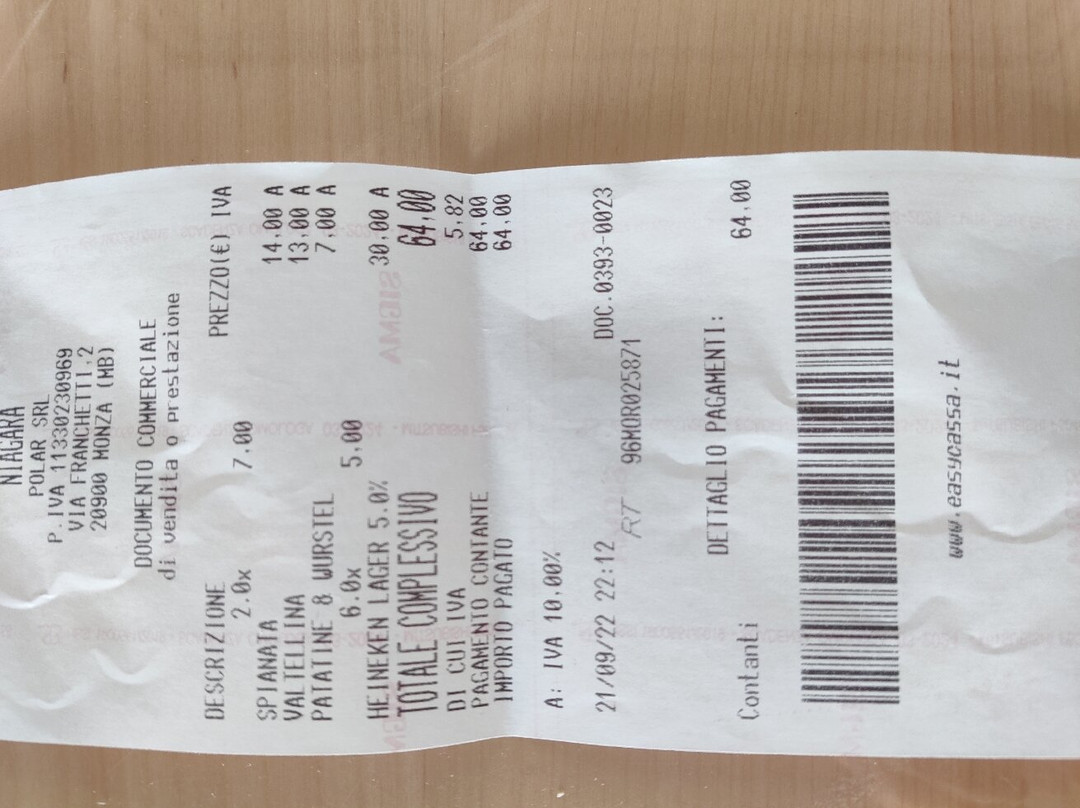 NIAGARA
POLAR SRL
P.IVA 11330230969
VIA FRANCHETTI,2
20900 MONZA (MB)
DOCUMENTO COMMERCIALE
di vendita o prestazione
DESCRIZIONE PREZZO(€) IVA
2.0x 7,00
SPIANATA 14.00 A
VALTELLINA 13.00 A
PATATINE & WURSTEL 7.00 A
6.0x 5,00
HEINEKEN LAGER 5.0% 30.00 A
TOTALE COMPLESSIVO 64,00
DI CUI IVA 5,82
PAGAMENTO CONTANTE 64,00
IMPORTO PAGATO 64,00
A: IVA 10,00%
21/09/22 22:12 DOC.0393-0023
RT 96MOR025871
DETTAGLIO PAGAMENTI:
Contanti 64,00
www.easycassa.it